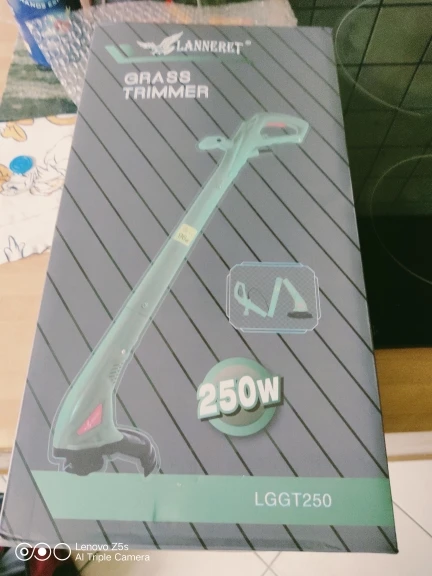 LANNERET®
GRASS
TRIMMER
250W
LGGT250
Lenovo Z5s
AI Triple Camera